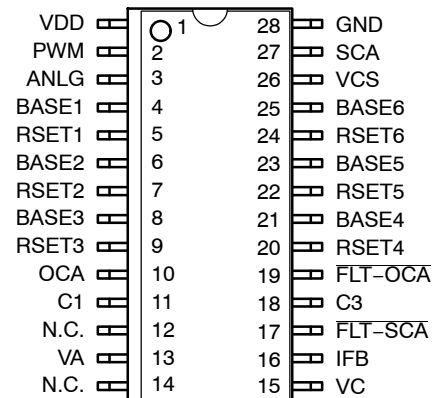 VDD 1 28 GND
PWM 2 27 SCA
ANLG 3 26 VCS
BASE1 4 25 BASE6
RSET1 5 24 RSET6
BASE2 6 23 BASE5
RSET2 7 22 RSET5
BASE3 8 21 BASE4
RSET3 9 20 RSET4
OCA 10 19 FLT−OCA
C1 11 18 C3
N.C. 12 17 FLT−SCA
VA 13 16 IFB
N.C. 14 15 VC